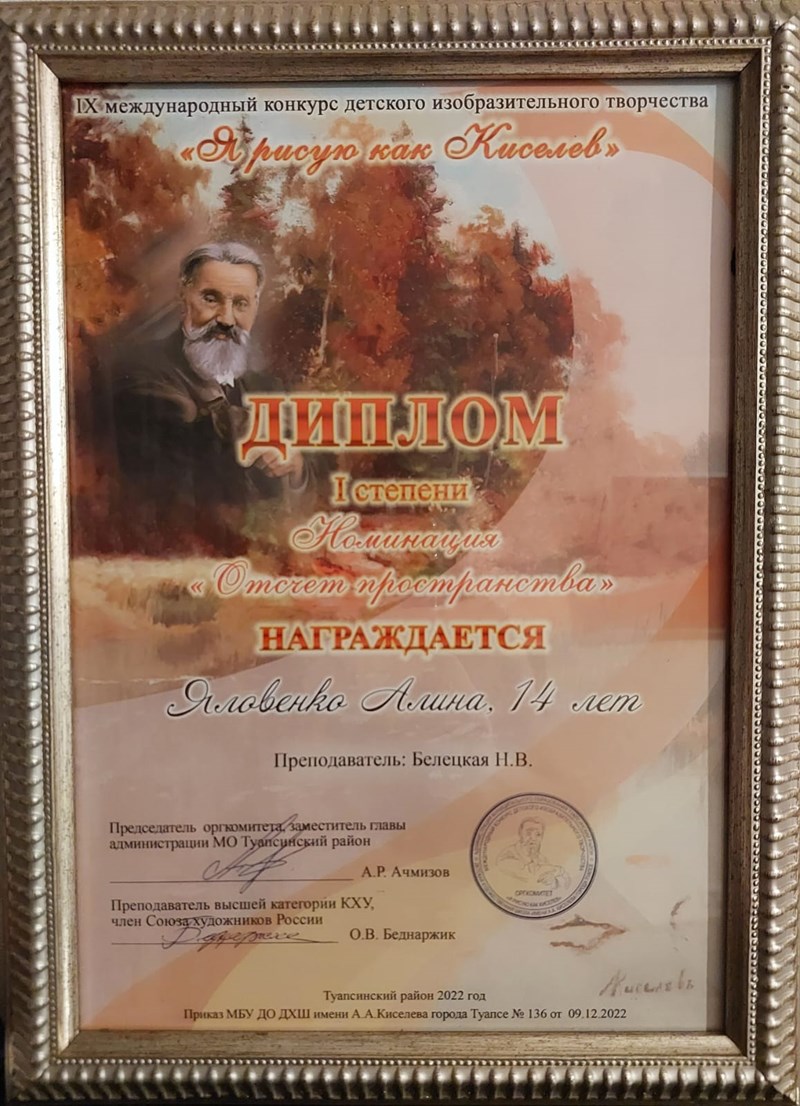 IX международный конкурс детского изобразительного творчества
«Я рисую как Киселев»
ДИПЛОМ
I степени
Номинация
« Отсчет пространства»
НАГРАЖДАЕТСЯ
Яловенко Алина, 14 лет
Преподаватель: Белецкая Н.В.
Председатель оргкомитета, заместитель главы
администрации МО Туапсинский район
А.Р. Ачмизов
Преподаватель высшей категории КХУ,
член Союза художников России
О.В. Беднаржик
ОРГКОМИТЕТ
Киселевъ
Туапсинский район 2022 год
Приказ МБУ ДО ДХШ имени А.А.Киселева города Туапсе № 136 от 09.12.2022